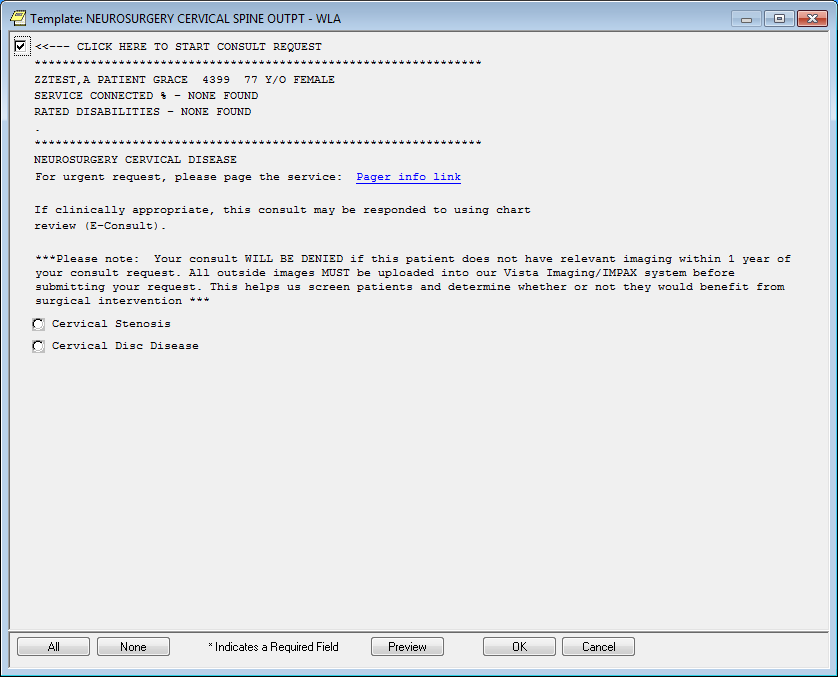 Template: NEUROSURGERY CERVICAL SPINE OUTPT - WLA
<<--- CLICK HERE TO START CONSULT REQUEST
****************************************************************
ZZTEST,A PATIENT GRACE  4399  77 Y/O FEMALE
SERVICE CONNECTED % - NONE FOUND
RATED DISABILITIES - NONE FOUND
.
****************************************************************
NEUROSURGERY CERVICAL DISEASE
For urgent request, please page the service:  Pager info link
If clinically appropriate, this consult may be responded to using chart
review (E-Consult).
***Please note:  Your consult WILL BE DENIED if this patient does not have relevant imaging within 1 year of
your consult request. All outside images MUST be uploaded into our Vista Imaging/IMPAX system before
submitting your request. This helps us screen patients and determine whether or not they would benefit from
surgical intervention ***
Cervical Stenosis
Cervical Disc Disease
All None * Indicates a Required Field Preview OK Cancel